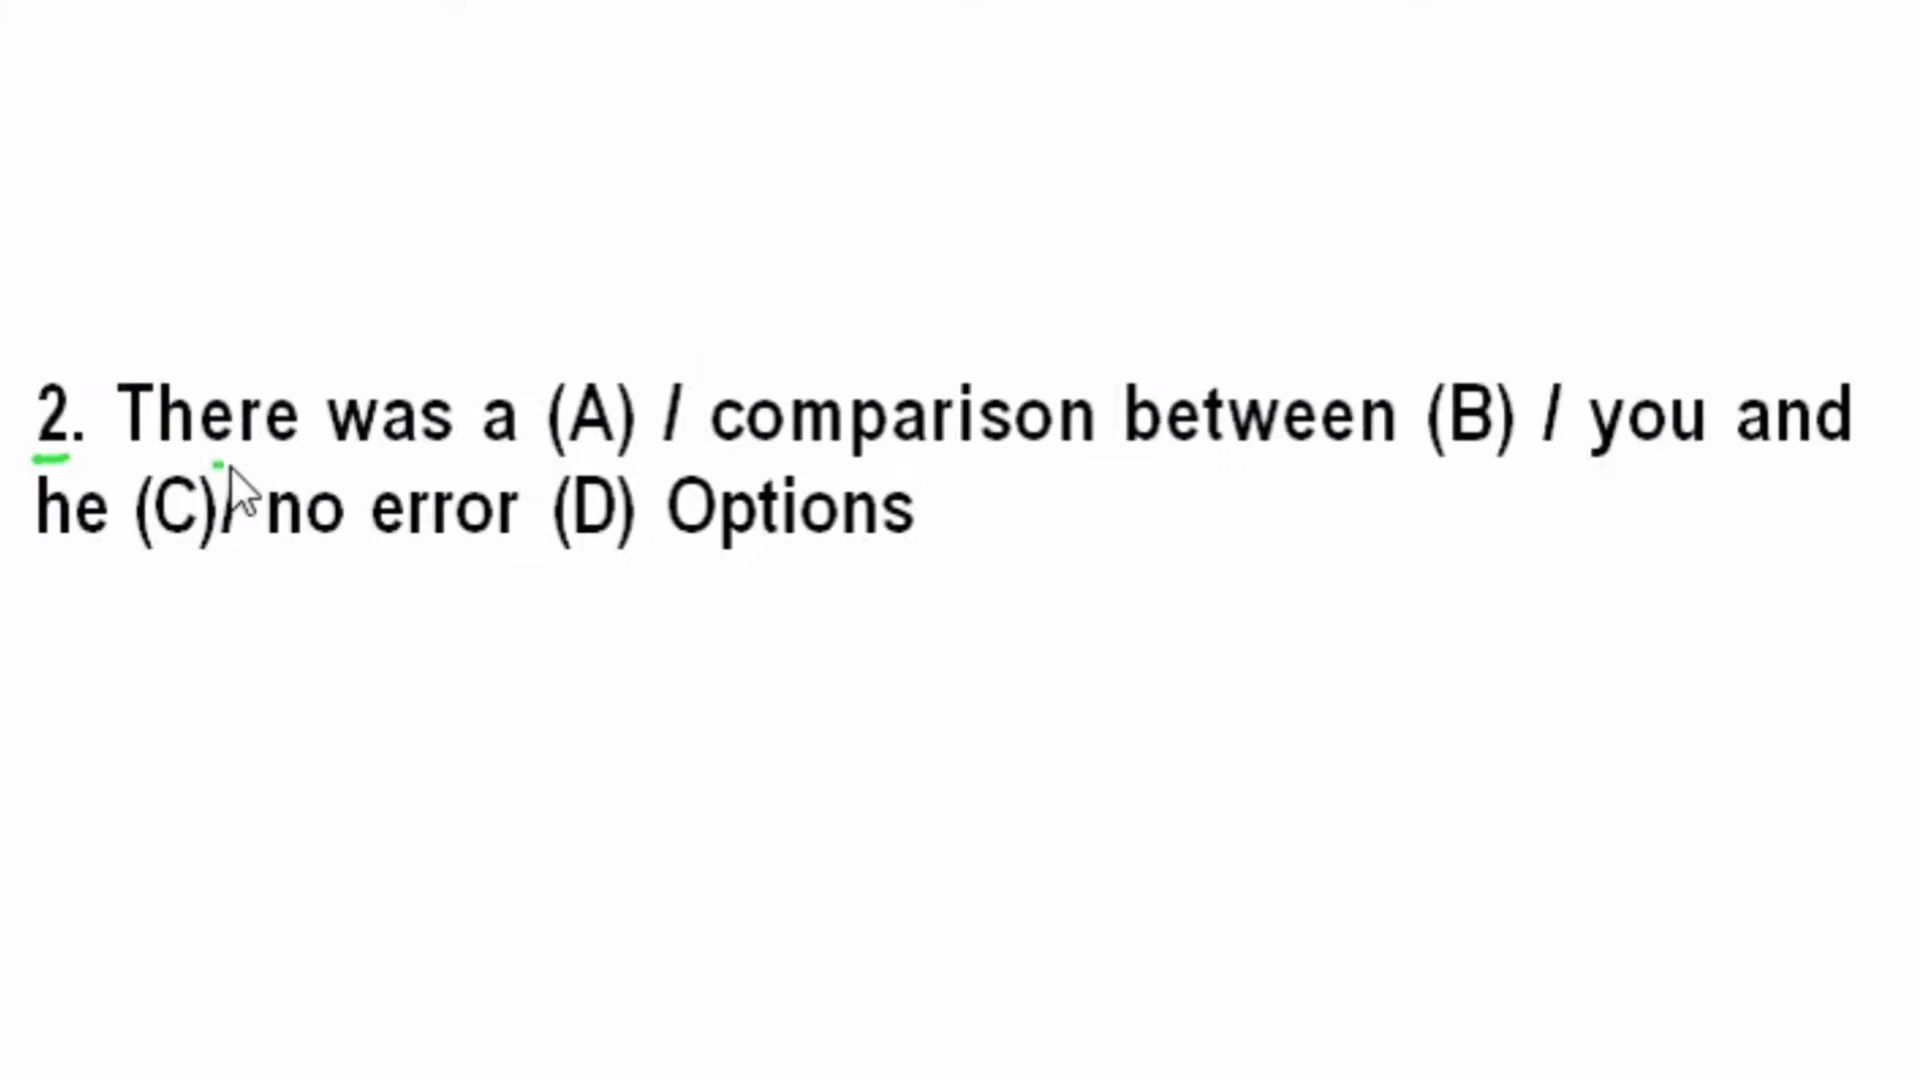 2. There was a (A) / comparison between (B) / you and
he (C)/ no error (D) Options